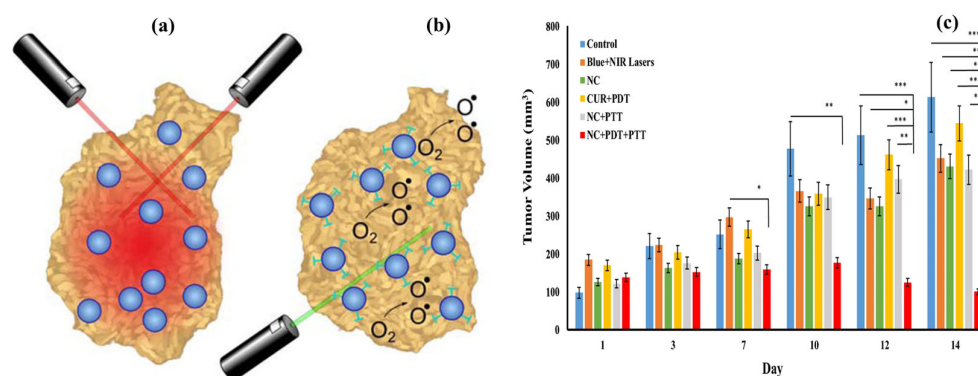 (a)
(b)
O₂
O•
O•
O₂
O•
O•
O₂
O•
O•
(c)
Tumor Volume (mm³)
800
700
600
500
400
300
200
100
0
Control
Blue+NIR Lasers
NC
CUR+PDT
NC+PTT
NC+PDT+PTT
*
**
***
*
***
**
1
3
7
10
12
14
Day